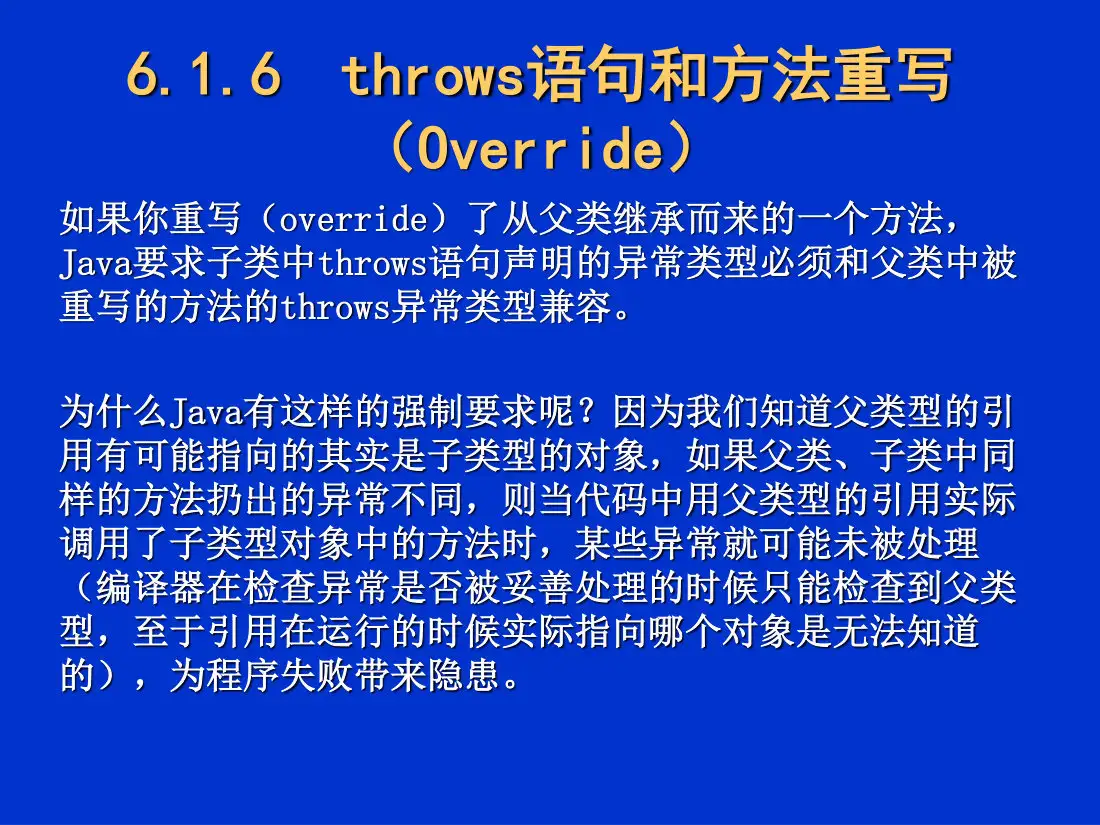 6.1.6 throws语句和方法重写
（Override）
如果你重写（override）了从父类继承而来的一个方法，
Java要求子类中throws语句声明的异常类型必须和父类中被
重写的方法的throws异常类型兼容。
为什么Java有这样的强制要求呢？因为我们知道父类型的引
用有可能指向的其实是子类型的对象，如果父类、子类中同
样的方法扔出的异常不同，则当代码中用父类型的引用实际
调用了子类型对象中的方法时，某些异常就可能未被处理
（编译器在检查异常是否被妥善处理的时候只能检查到父类
型，至于引用在运行的时候实际指向哪个对象是无法知道
的），为程序失败带来隐患。